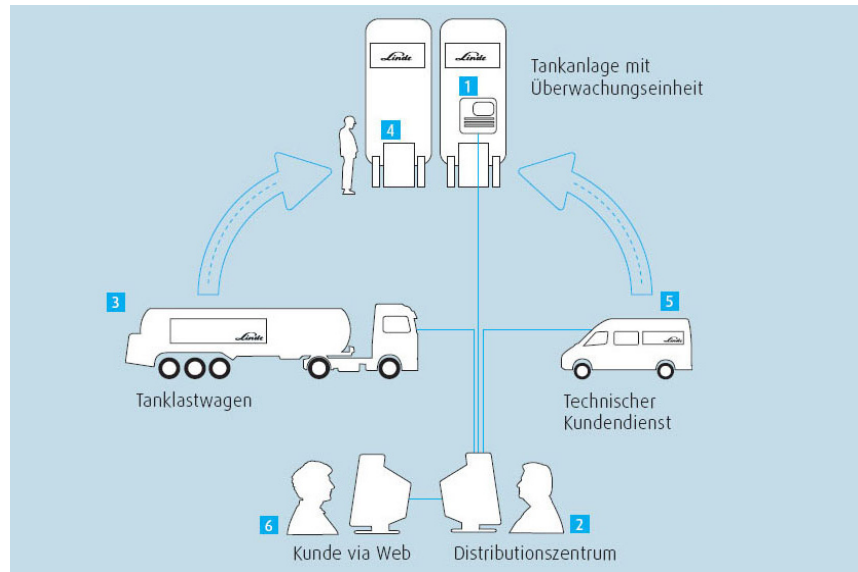 Linde
Linde
1
Tankanlage mit
Überwachungseinheit
4
3
5
Linde
Linde
Tanklastwagen
Technischer
Kundendienst
6
2
Kunde via Web
Distributionszentrum